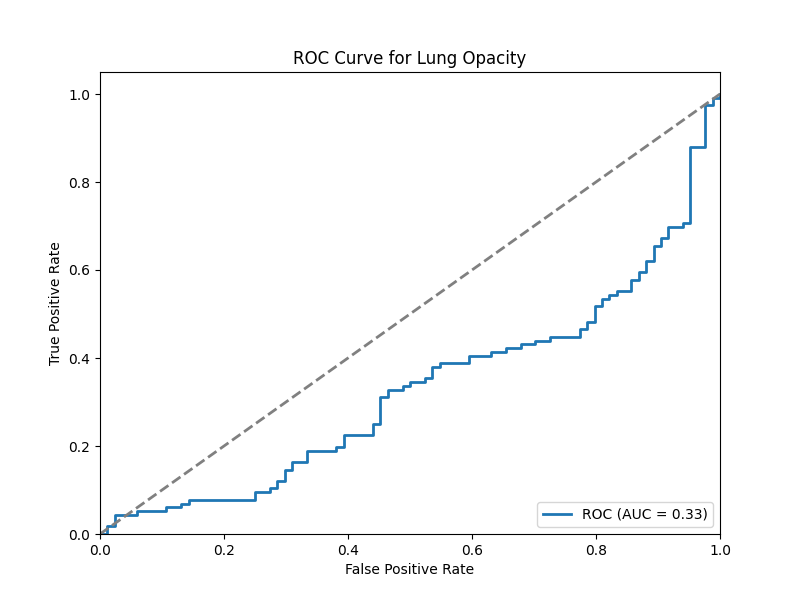 ROC Curve for Lung Opacity
True Positive Rate
1.0
0.8
0.6
0.4
0.2
0.0
ROC (AUC = 0.33)
0.0 0.2 0.4 0.6 0.8 1.0
False Positive Rate